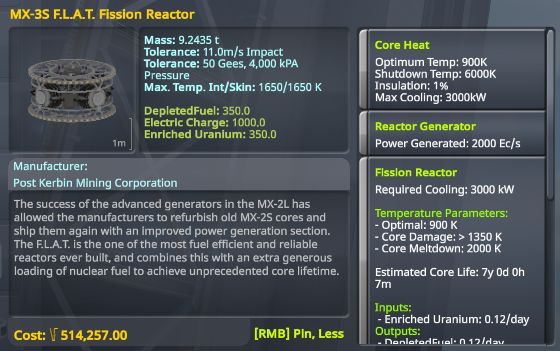 MX-3S F.L.A.T. Fission Reactor
Mass: 9.2435 t
Tolerance: 11.0m/s Impact
Tolerance: 50 Gees, 4,000 kPA
Pressure
Max. Temp. Int/Skin: 1650/1650 K
DepletedFuel: 350.0
Electric Charge: 1000.0
Enriched Uranium: 350.0
1m
Manufacturer:
Post Kerbin Mining Corporation
The success of the advanced generators in the MX-2L has
allowed the manufacturers to refurbish old MX-2S cores and
ship them again with an improved power generation section.
The F.L.A.T. is the one of the most fuel efficient and reliable
reactors ever built, and combines this with an extra generous
loading of nuclear fuel to achieve unprecedented core lifetime.
Cost: 514,257.00
[RMB] Pin, Less
Core Heat
Optimum Temp: 900K
Shutdown Temp: 6000K
Insulation: 1%
Max Cooling: 3000kW
Reactor Generator
Power Generated: 2000 Ec/s
Fission Reactor
Required Cooling: 3000 kW
Temperature Parameters:
- Optimal: 900 K
- Core Damage: > 1350 K
- Core Meltdown: 2000 K
Estimated Core Life: 7y 0d 0h
7m
Inputs:
- Enriched Uranium: 0.12/day
Outputs:
- DepletedFuel: 0.12/day